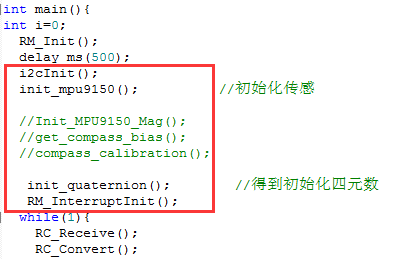 int main(){
int i=0;
RM_Init();
delay_ms(500);
i2cInit();
init_mpu9150(); //初始化传感
//Init_MPU9150_Mag();
//get_compass_bias();
//compass_calibration();
init_quaternion(); //得到初始化四元数
RM_InterruptInit();
while(1){
RC_Receive();
RC_Convert();